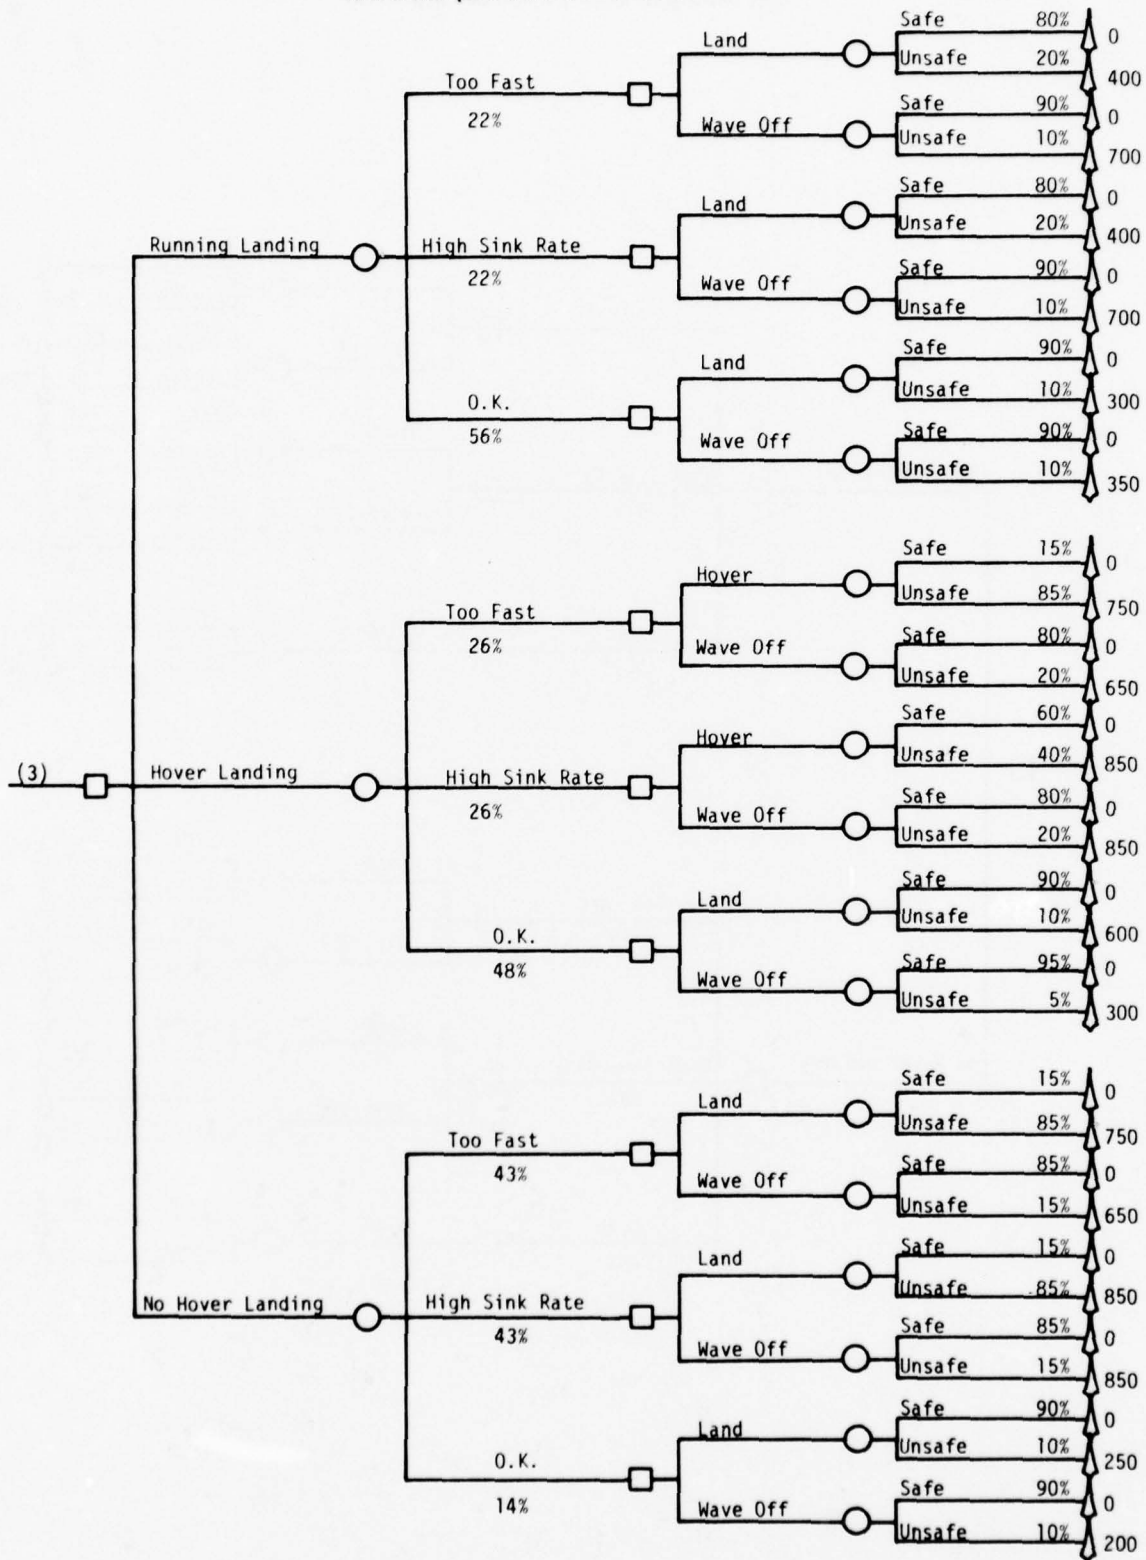 Safe 80% 0
Land
Unsafe 20% 400
Too Fast
22%
Safe 90% 0
Wave Off
Unsafe 10% 700
Safe 80% 0
Land
Unsafe 20% 400
Running Landing
High Sink Rate
22%
Safe 90% 0
Wave Off
Unsafe 10% 700
Safe 90% 0
Land
Unsafe 10% 300
O.K.
56%
Safe 90% 0
Wave Off
Unsafe 10% 350
Safe 15% 0
Hover
Unsafe 85% 750
Too Fast
26%
Safe 80% 0
Wave Off
Unsafe 20% 650
Safe 60% 0
Hover
Unsafe 40% 850
(3)
Hover Landing
High Sink Rate
26%
Safe 80% 0
Wave Off
Unsafe 20% 850
Safe 90% 0
Land
Unsafe 10% 600
O.K.
48%
Safe 95% 0
Wave Off
Unsafe 5% 300
Safe 15% 0
Land
Unsafe 85% 750
Too Fast
43%
Safe 85% 0
Wave Off
Unsafe 15% 650
Safe 15% 0
Land
Unsafe 85% 850
No Hover Landing
High Sink Rate
43%
Safe 85% 0
Wave Off
Unsafe 15% 850
Safe 90% 0
Land
Unsafe 10% 250
O.K.
14%
Safe 90% 0
Wave Off
Unsafe 10% 200